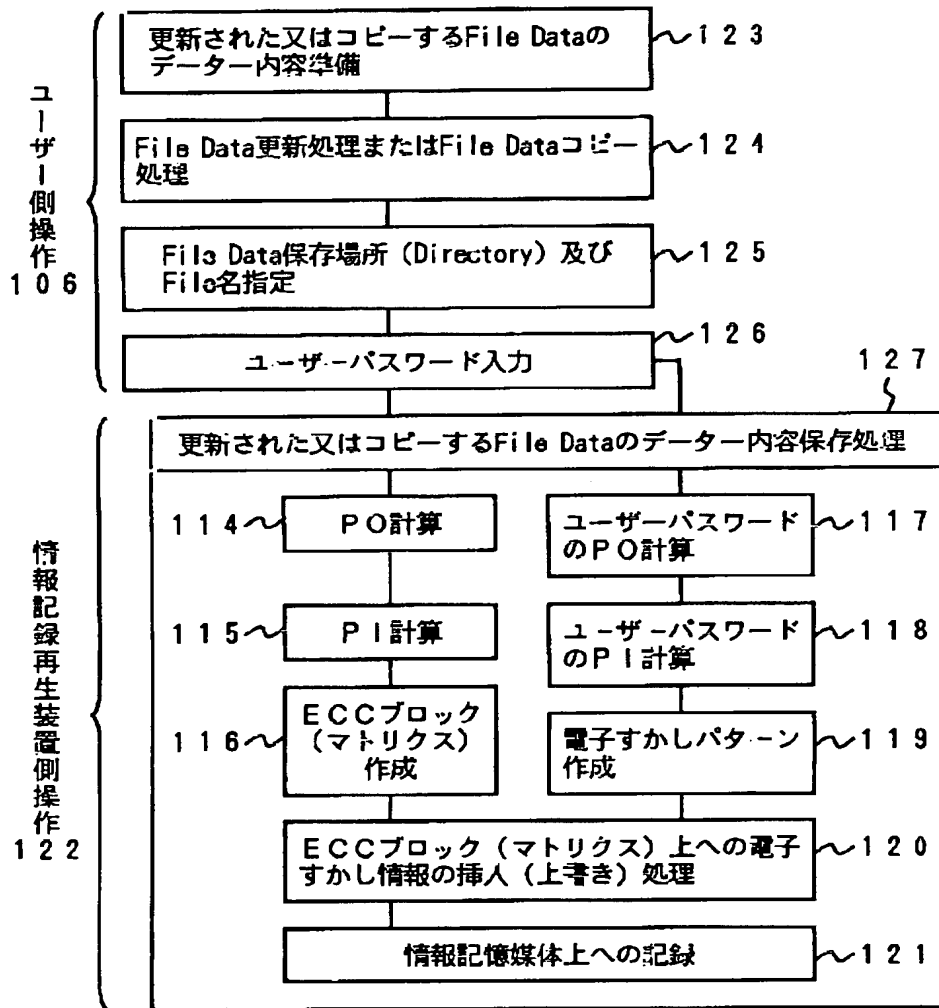 更新された又はコピーするFile Dataの
データー内容準備
123
File Data更新処理またはFile Dataコピー
処理
124
File Data保存場所（Directory）及び
File名指定
125
ユーザーパスワード入力
126
ユーザー側操作
106
127
更新された又はコピーするFile Dataのデーター内容保存処理
114
PO計算
ユーザーパスワード
のPO計算
117
115
PI計算
ユーザーパスワード
のPI計算
118
116
ECCブロック
（マトリクス）
作成
電子すかしパターン
作成
119
ECCブロック（マトリクス）上への電子
すかし情報の挿入（上書き）処理
120
情報記憶媒体上への記録
121
情報記録再生装置側操作
122